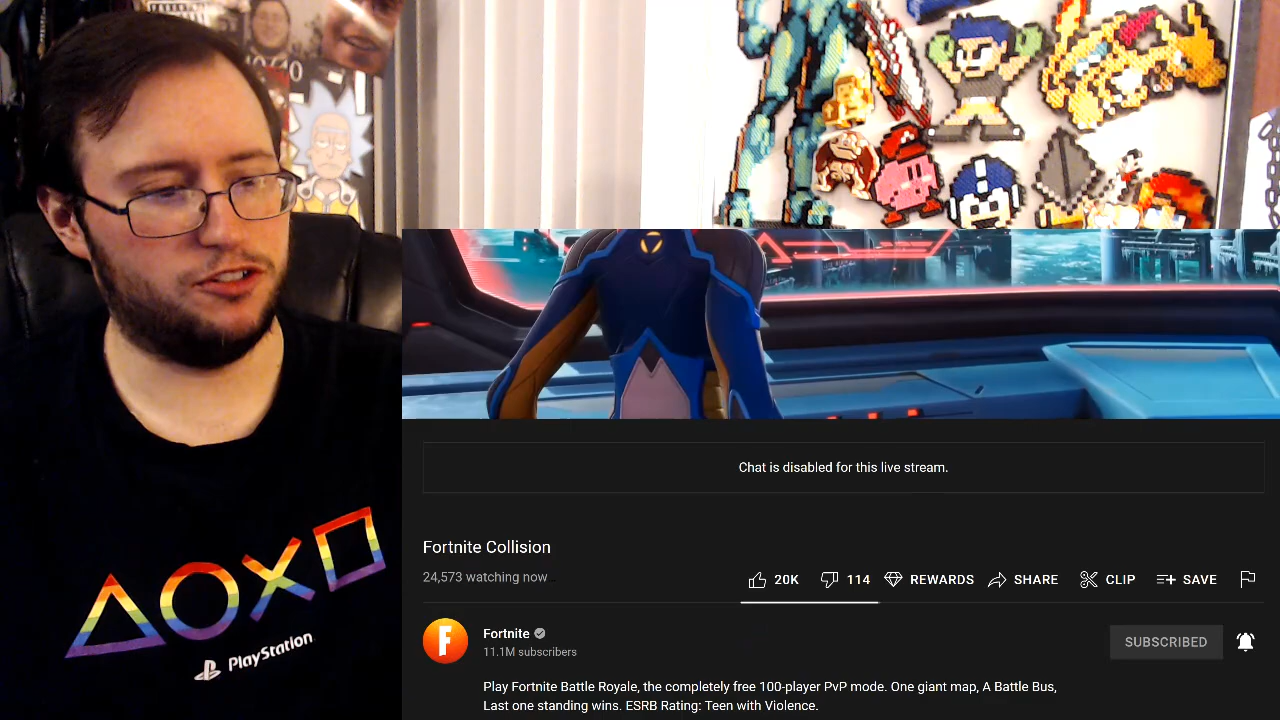 10/10
Chat is disabled for this live stream.
Fortnite Collision
24,573 watching now
20K
114
REWARDS
SHARE
CLIP
SAVE
Fortnite
11.1M subscribers
SUBSCRIBED
Play Fortnite Battle Royale, the completely free 100-player PvP mode. One giant map, A Battle Bus,
Last one standing wins. ESRB Rating: Teen with Violence.
PlayStation